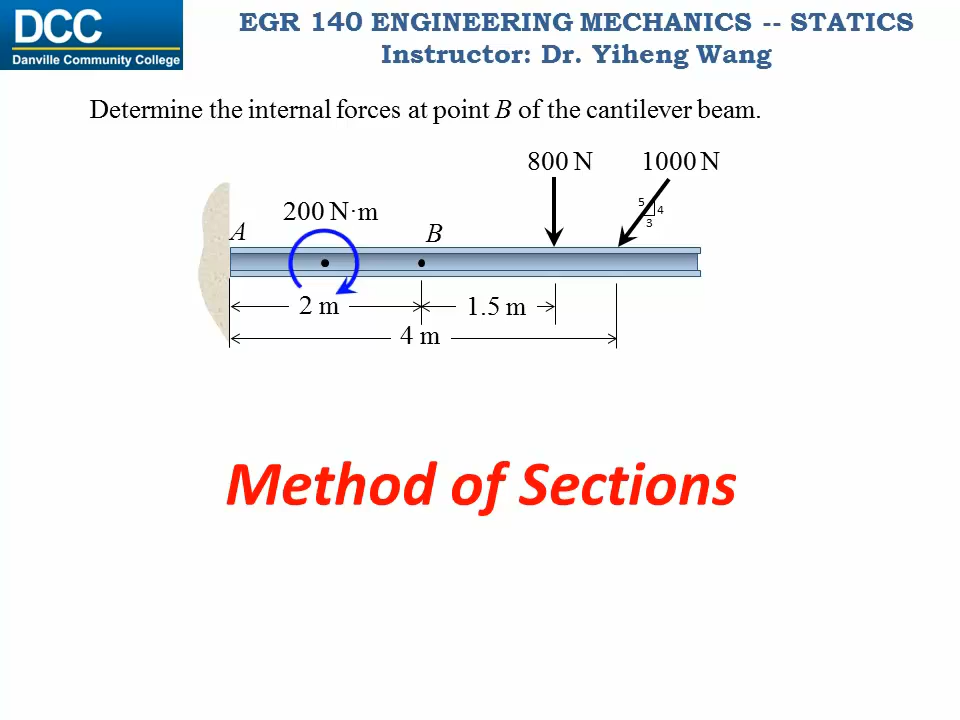 DCC
Danville Community College
EGR 140 ENGINEERING MECHANICS -- STATICS
Instructor: Dr. Yiheng Wang
Determine the internal forces at point B of the cantilever beam.
800 N
1000 N
5
4
3
200 N·m
A
B
2 m
1.5 m
4 m
Method of Sections